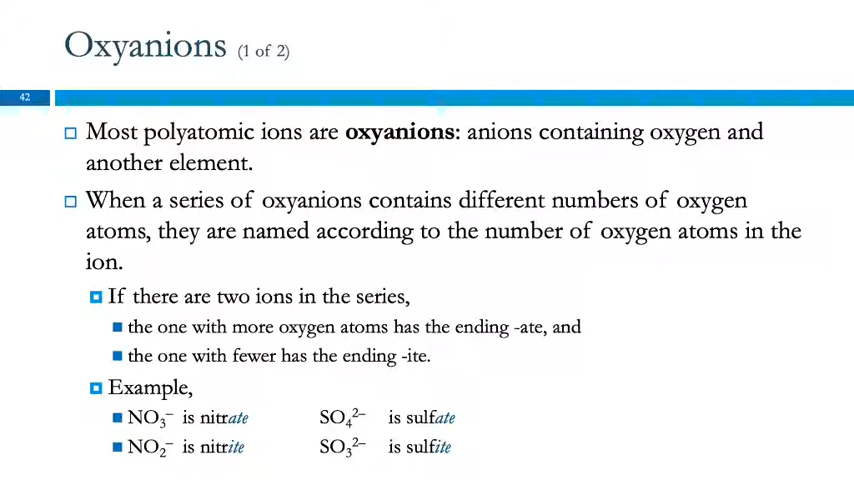 Oxyanions (1 of 2)
42
Most polyatomic ions are oxyanions: anions containing oxygen and
another element.
When a series of oxyanions contains different numbers of oxygen
atoms, they are named according to the number of oxygen atoms in the
ion.
If there are two ions in the series,
the one with more oxygen atoms has the ending -ate, and
the one with fewer has the ending -ite.
Example,
NO₃⁻ is nitrate SO₄²⁻ is sulfate
NO₂⁻ is nitrite SO₃²⁻ is sulfite